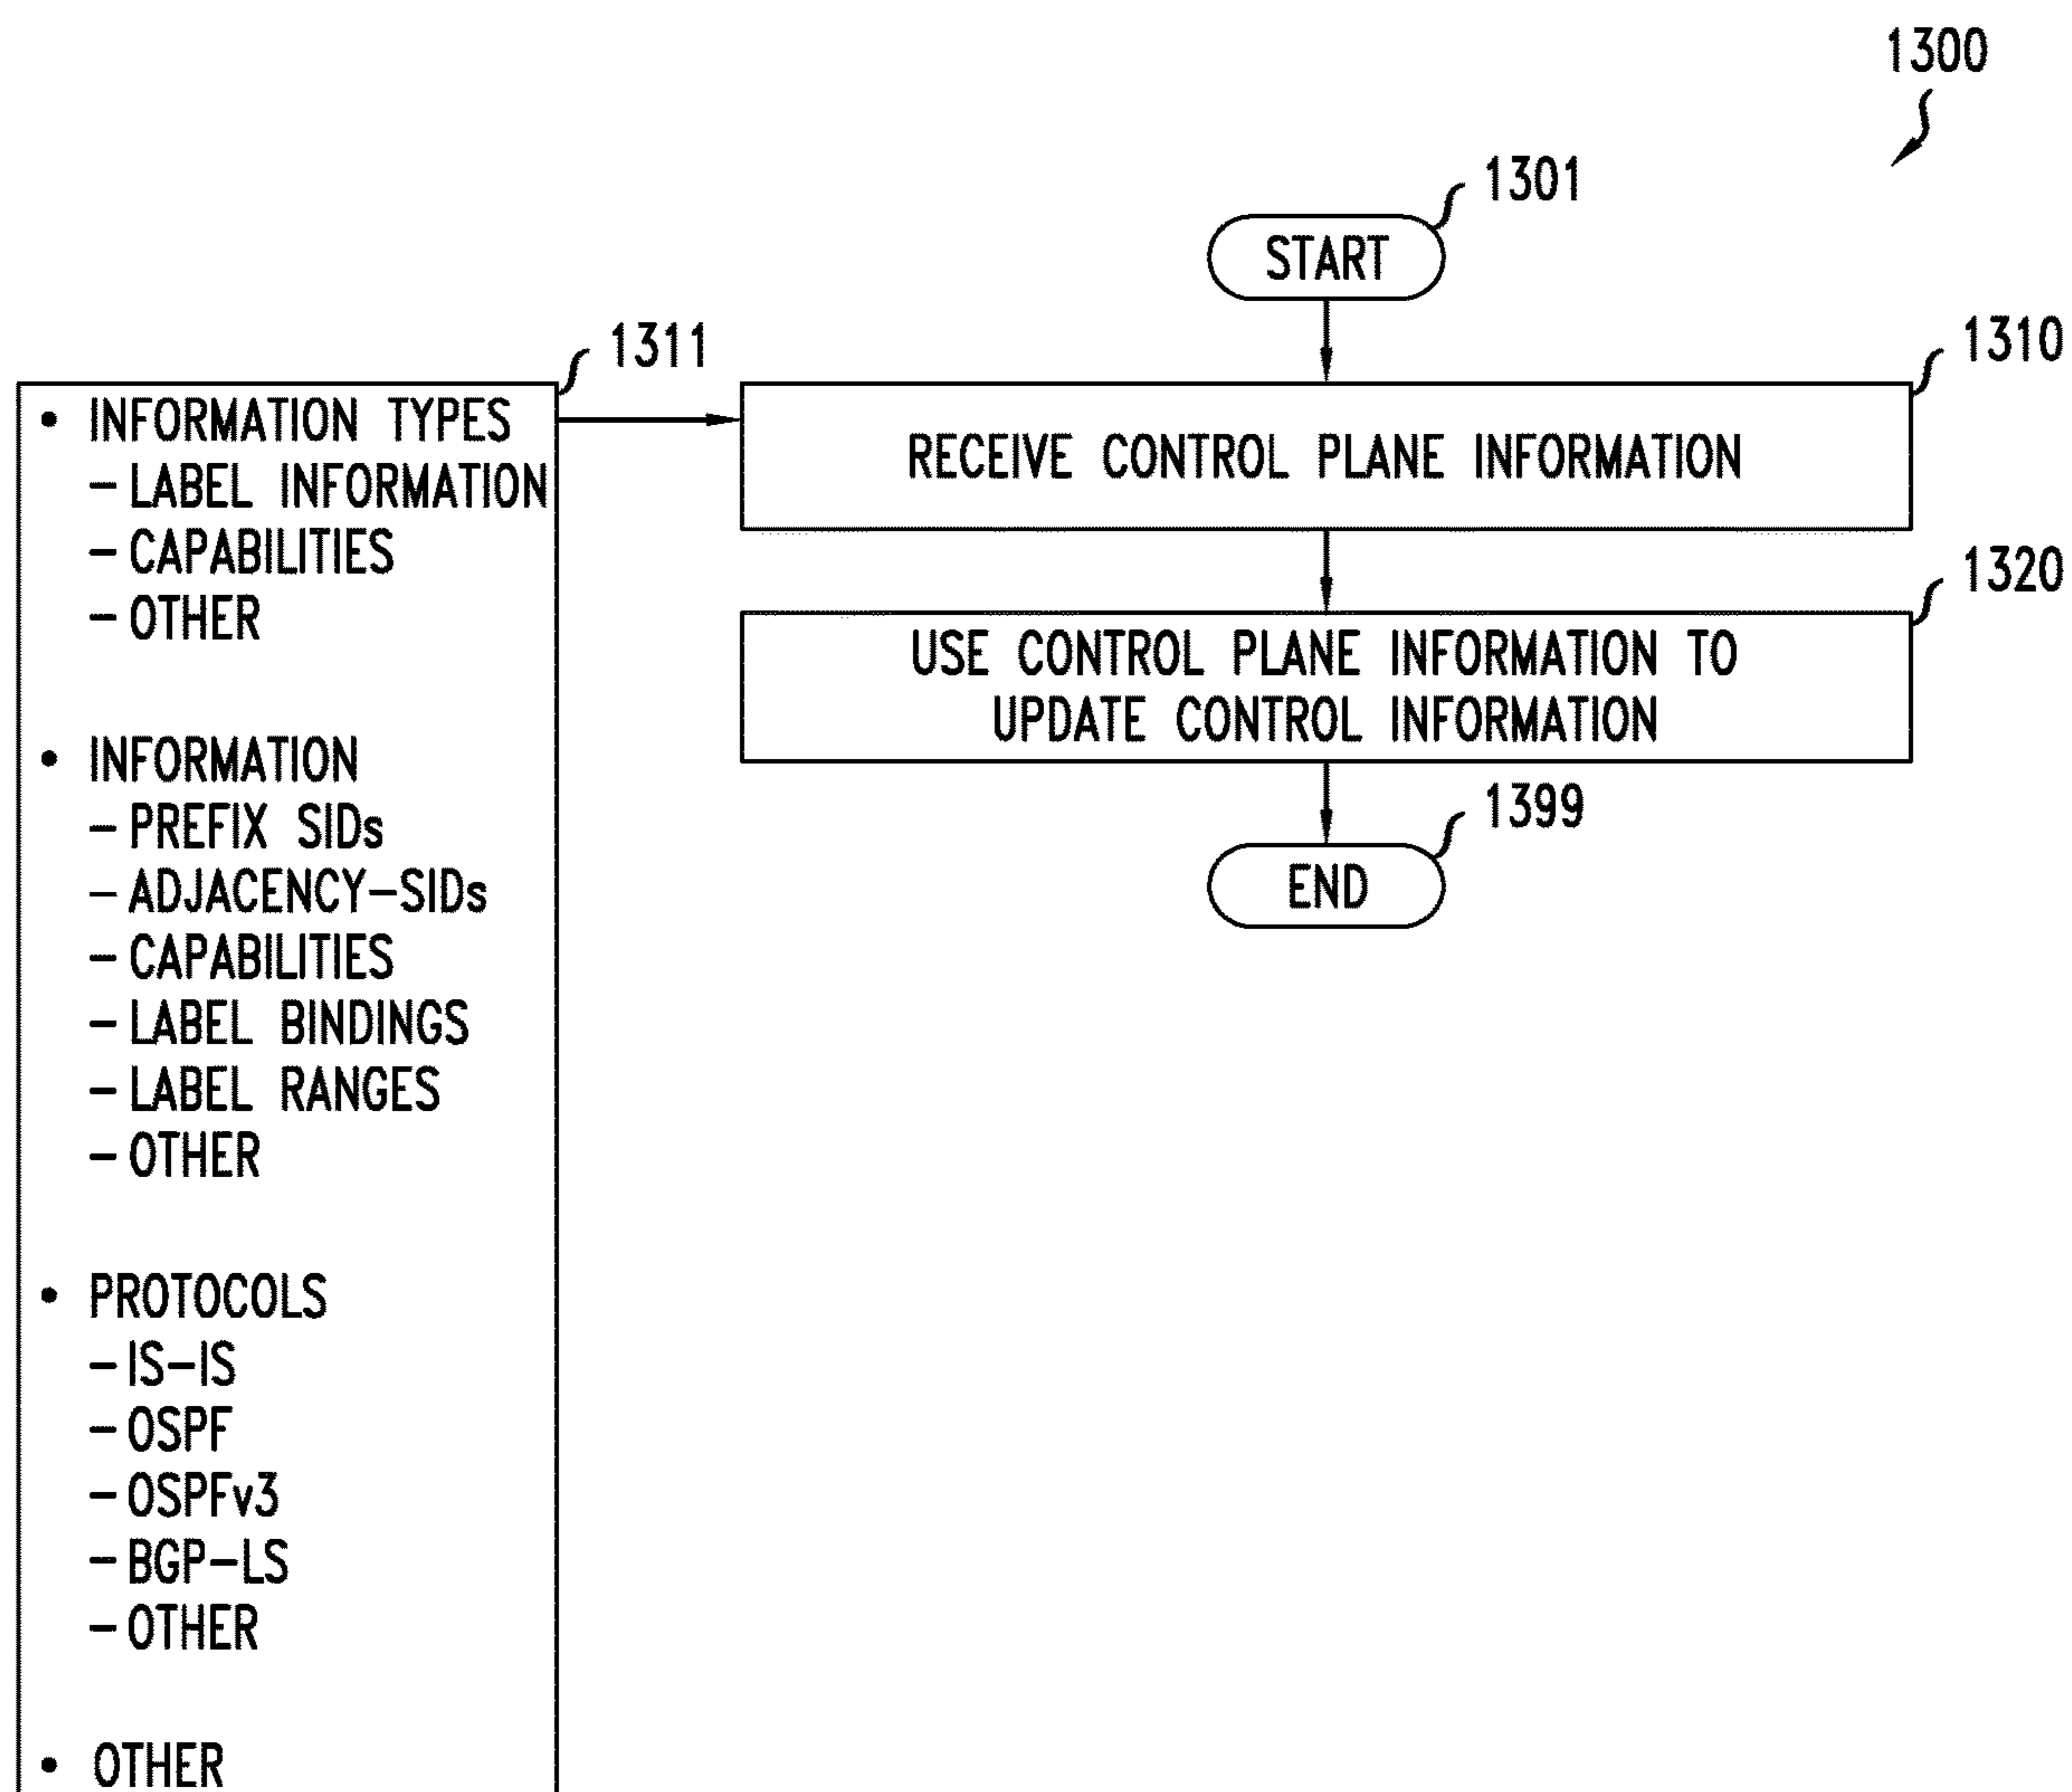 1300
1301
START
1311
1310
• INFORMATION TYPES
– LABEL INFORMATION
– CAPABILITIES
– OTHER
• INFORMATION
– PREFIX SIDs
– ADJACENCY–SIDs
– CAPABILITIES
– LABEL BINDINGS
– LABEL RANGES
– OTHER
• PROTOCOLS
– IS–IS
– OSPF
– OSPFv3
– BGP–LS
– OTHER
• OTHER
RECEIVE CONTROL PLANE INFORMATION
1320
USE CONTROL PLANE INFORMATION TO
UPDATE CONTROL INFORMATION
1399
END